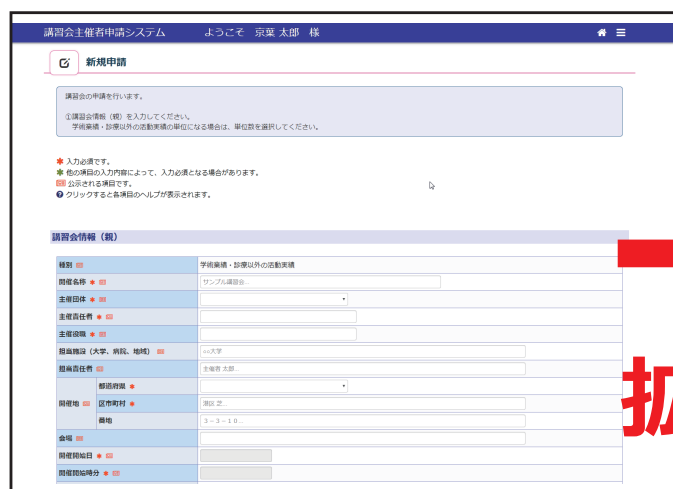 講習会主催者申請システム ようこそ 京葉 太郎 様
新規申請
講習会の申請を行います。
①講習会情報（親）を入力してください。
学術業績・診療以外の活動実績の単位になる場合は、単位数を選択してください。
＊ 入力必須です。
＊ 他の項目の入力内容によって、入力必須となる場合があります。
公示される項目です。
? クリックすると各項目のヘルプが表示されます。
講習会情報（親）
種別 学術業績・診療以外の活動実績
開催名称 ＊ サンプル講習会...
主催団体 ＊
主催責任者 ＊
主催役職 ＊
担当施設（大学、病院、地域） ○○大学
担当責任者 主催者 太郎...
開催地 都道府県 ＊
区市町村 ＊ 港区 芝...
番地 3－3－10...
会場
開催開始日 ＊
開催開始時分 ＊
拡